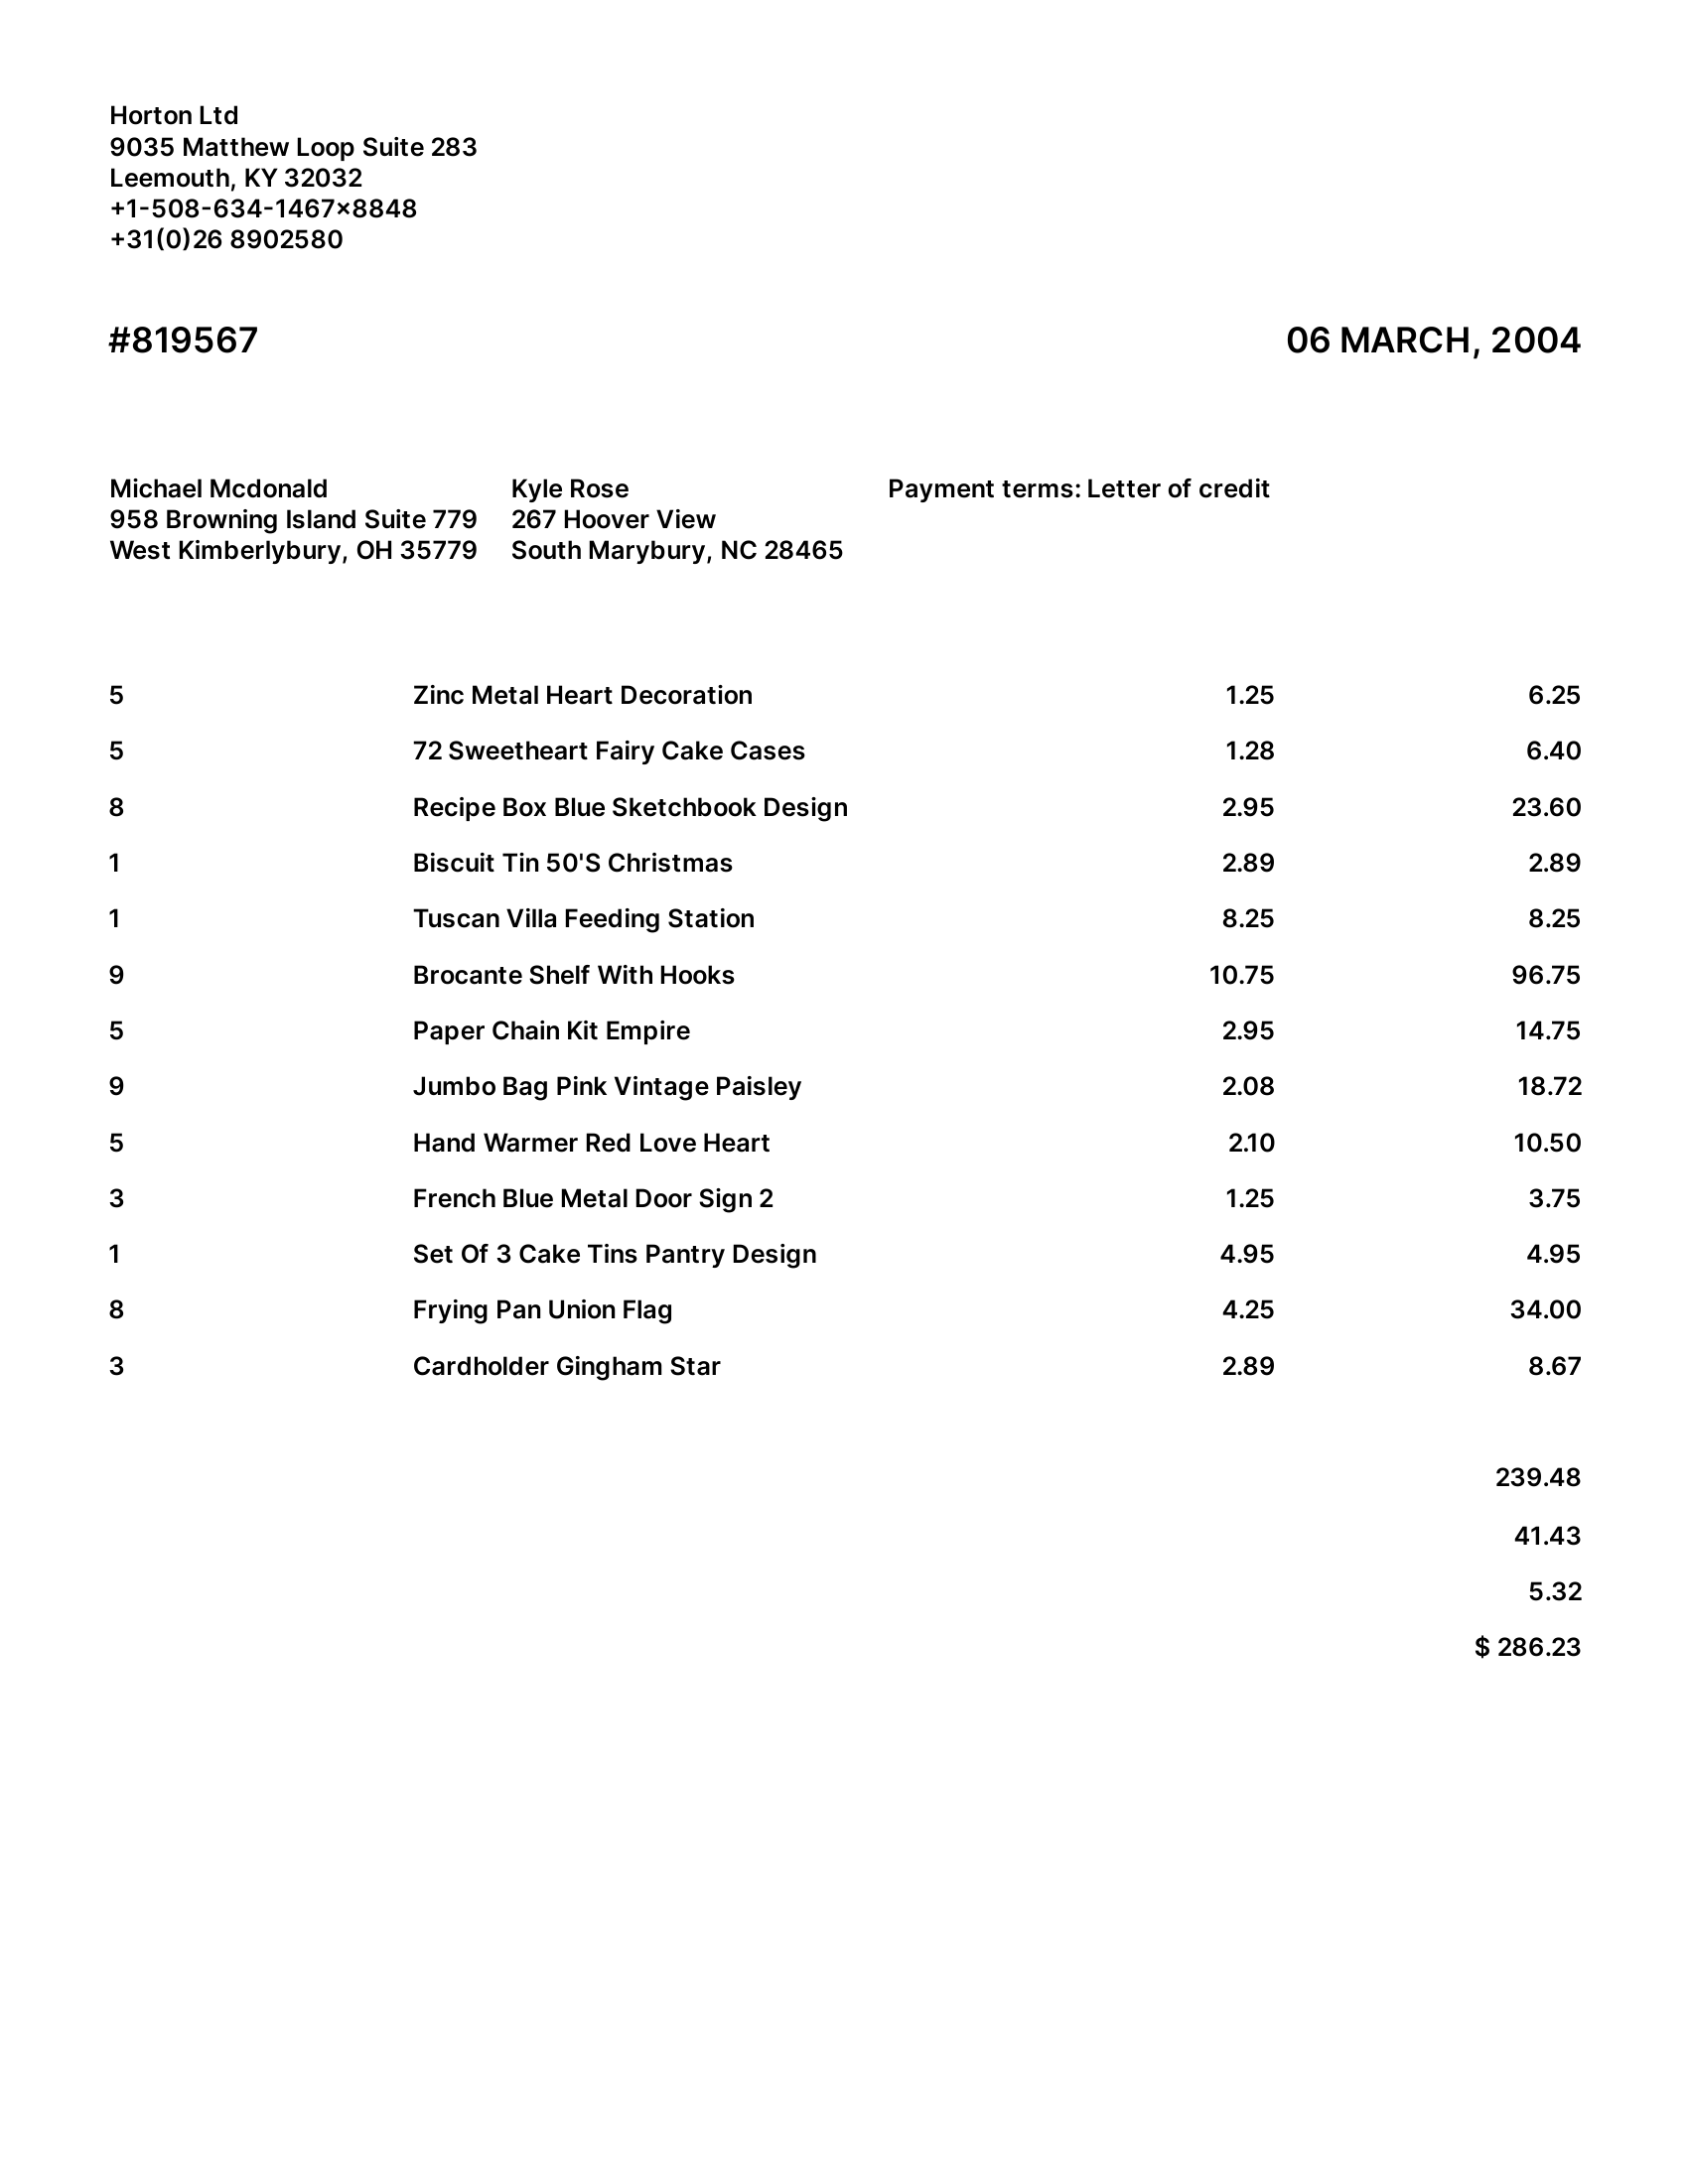 Horton Ltd
9035 Matthew Loop Suite 283
Leemouth, KY 32032
+1-508-634-1467×8848
+31(0)26 8902580
#819567 06 MARCH, 2004
Michael Mcdonald
958 Browning Island Suite 779
West Kimberlybury, OH 35779
Kyle Rose
267 Hoover View
South Marybury, NC 28465
Payment terms: Letter of credit
5 Zinc Metal Heart Decoration 1.25 6.25
5 72 Sweetheart Fairy Cake Cases 1.28 6.40
8 Recipe Box Blue Sketchbook Design 2.95 23.60
1 Biscuit Tin 50'S Christmas 2.89 2.89
1 Tuscan Villa Feeding Station 8.25 8.25
9 Brocante Shelf With Hooks 10.75 96.75
5 Paper Chain Kit Empire 2.95 14.75
9 Jumbo Bag Pink Vintage Paisley 2.08 18.72
5 Hand Warmer Red Love Heart 2.10 10.50
3 French Blue Metal Door Sign 2 1.25 3.75
1 Set Of 3 Cake Tins Pantry Design 4.95 4.95
8 Frying Pan Union Flag 4.25 34.00
3 Cardholder Gingham Star 2.89 8.67
239.48
41.43
5.32
$ 286.23